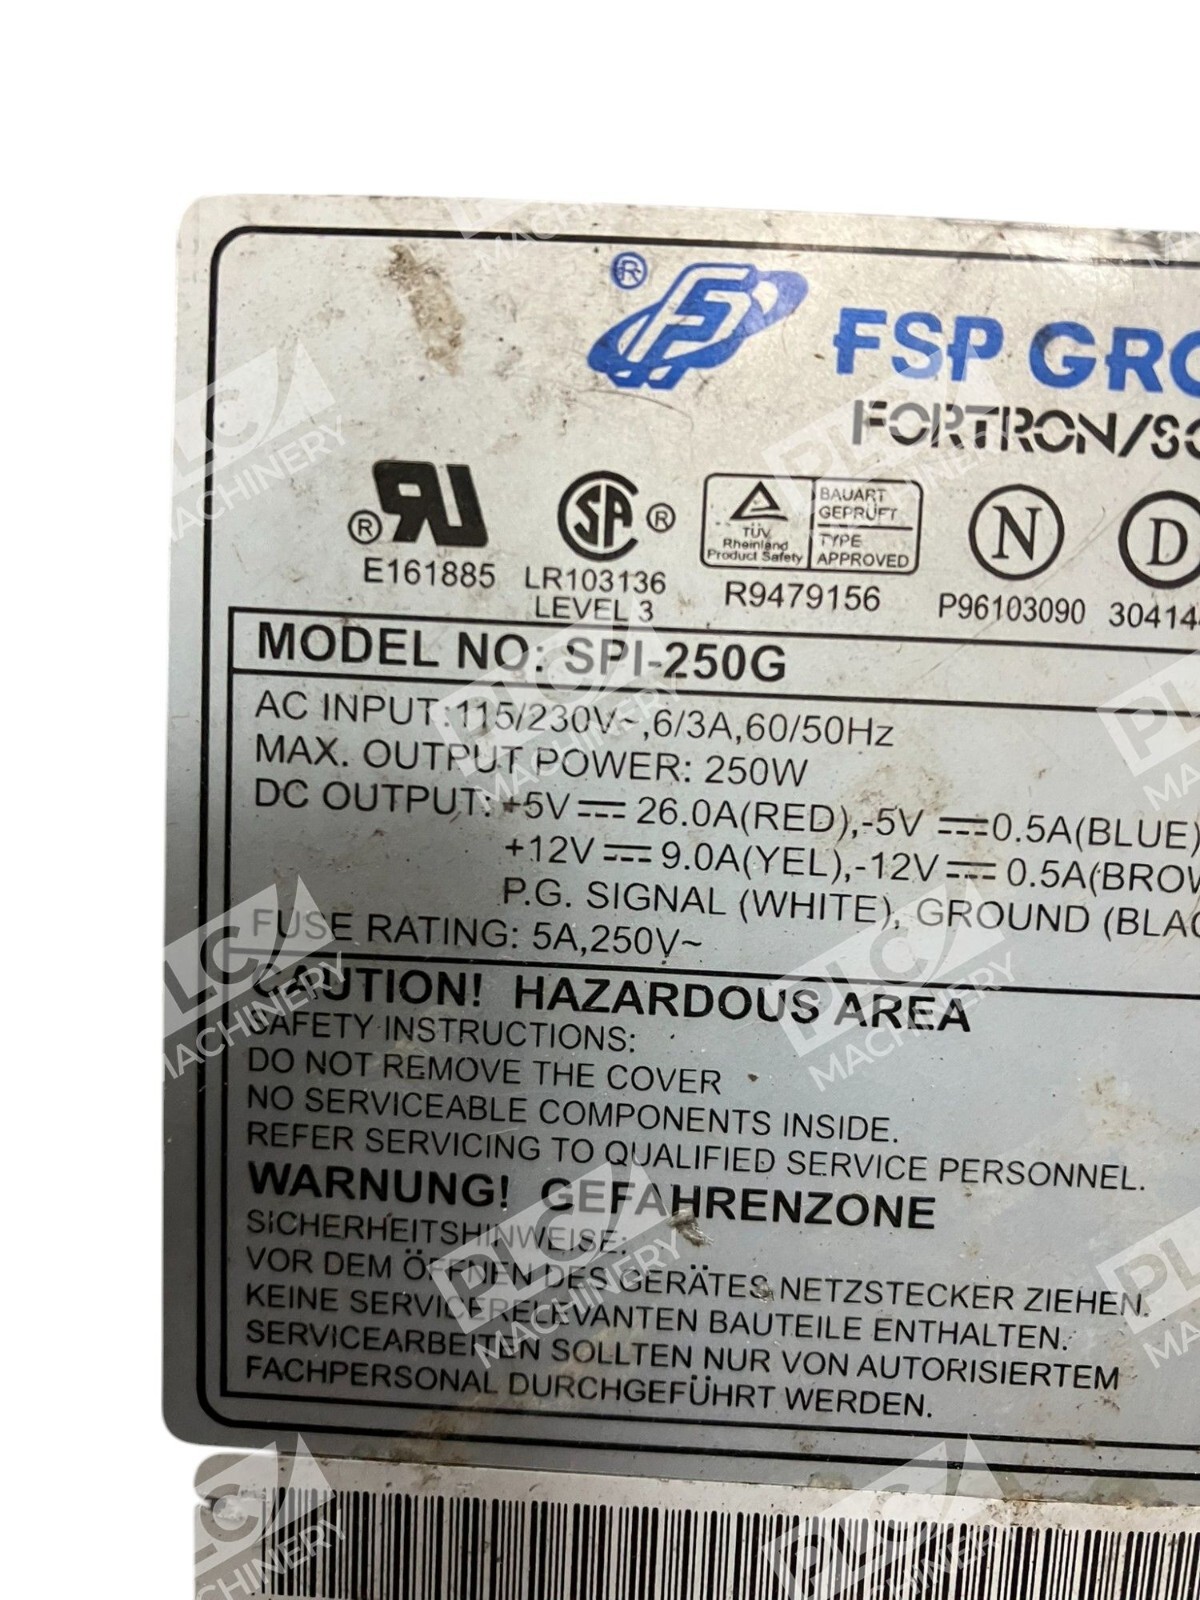 ® FSP GRO
FORTRON/SO
® E161885
SA ®
LR103136
LEVEL 3
TÜV
Rheinland
Product Safety
BAUART
GEPRÜFT
TYPE
APPROVED
R9479156
N
P96103090
D
30414
MODEL NO: SPI-250G
AC INPUT:115/230V~,6/3A,60/50Hz
MAX. OUTPUT POWER: 250W
DC OUTPUT: +5V⎓26.0A(RED),-5V⎓0.5A(BLUE)
+12V⎓9.0A(YEL),-12V⎓0.5A(BROW
P.G. SIGNAL (WHITE), GROUND (BLAC
FUSE RATING: 5A,250V~
CAUTION! HAZARDOUS AREA
SAFETY INSTRUCTIONS:
DO NOT REMOVE THE COVER
NO SERVICEABLE COMPONENTS INSIDE.
REFER SERVICING TO QUALIFIED SERVICE PERSONNEL.
WARNUNG! GEFAHRENZONE
SICHERHEITSHINWEISE:
VOR DEM ÖFFNEN DES GERÄTES NETZSTECKER ZIEHEN.
KEINE SERVICERELEVANTEN BAUTEILE ENTHALTEN.
SERVICEARBEITEN SOLLTEN NUR VON AUTORISIERTEM
FACHPERSONAL DURCHGEFÜHRT WERDEN.
PLC
MACHINERY